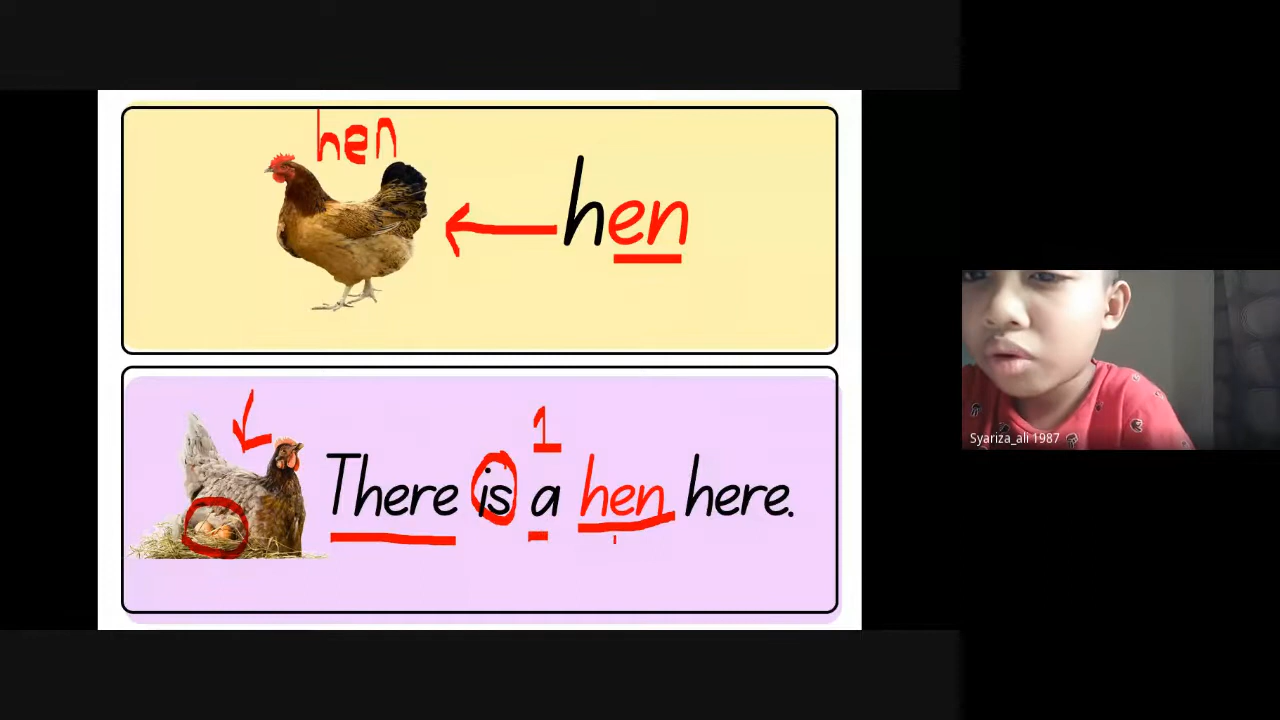 hen
hen
1
There is a hen here.
Syariza_ali 1987